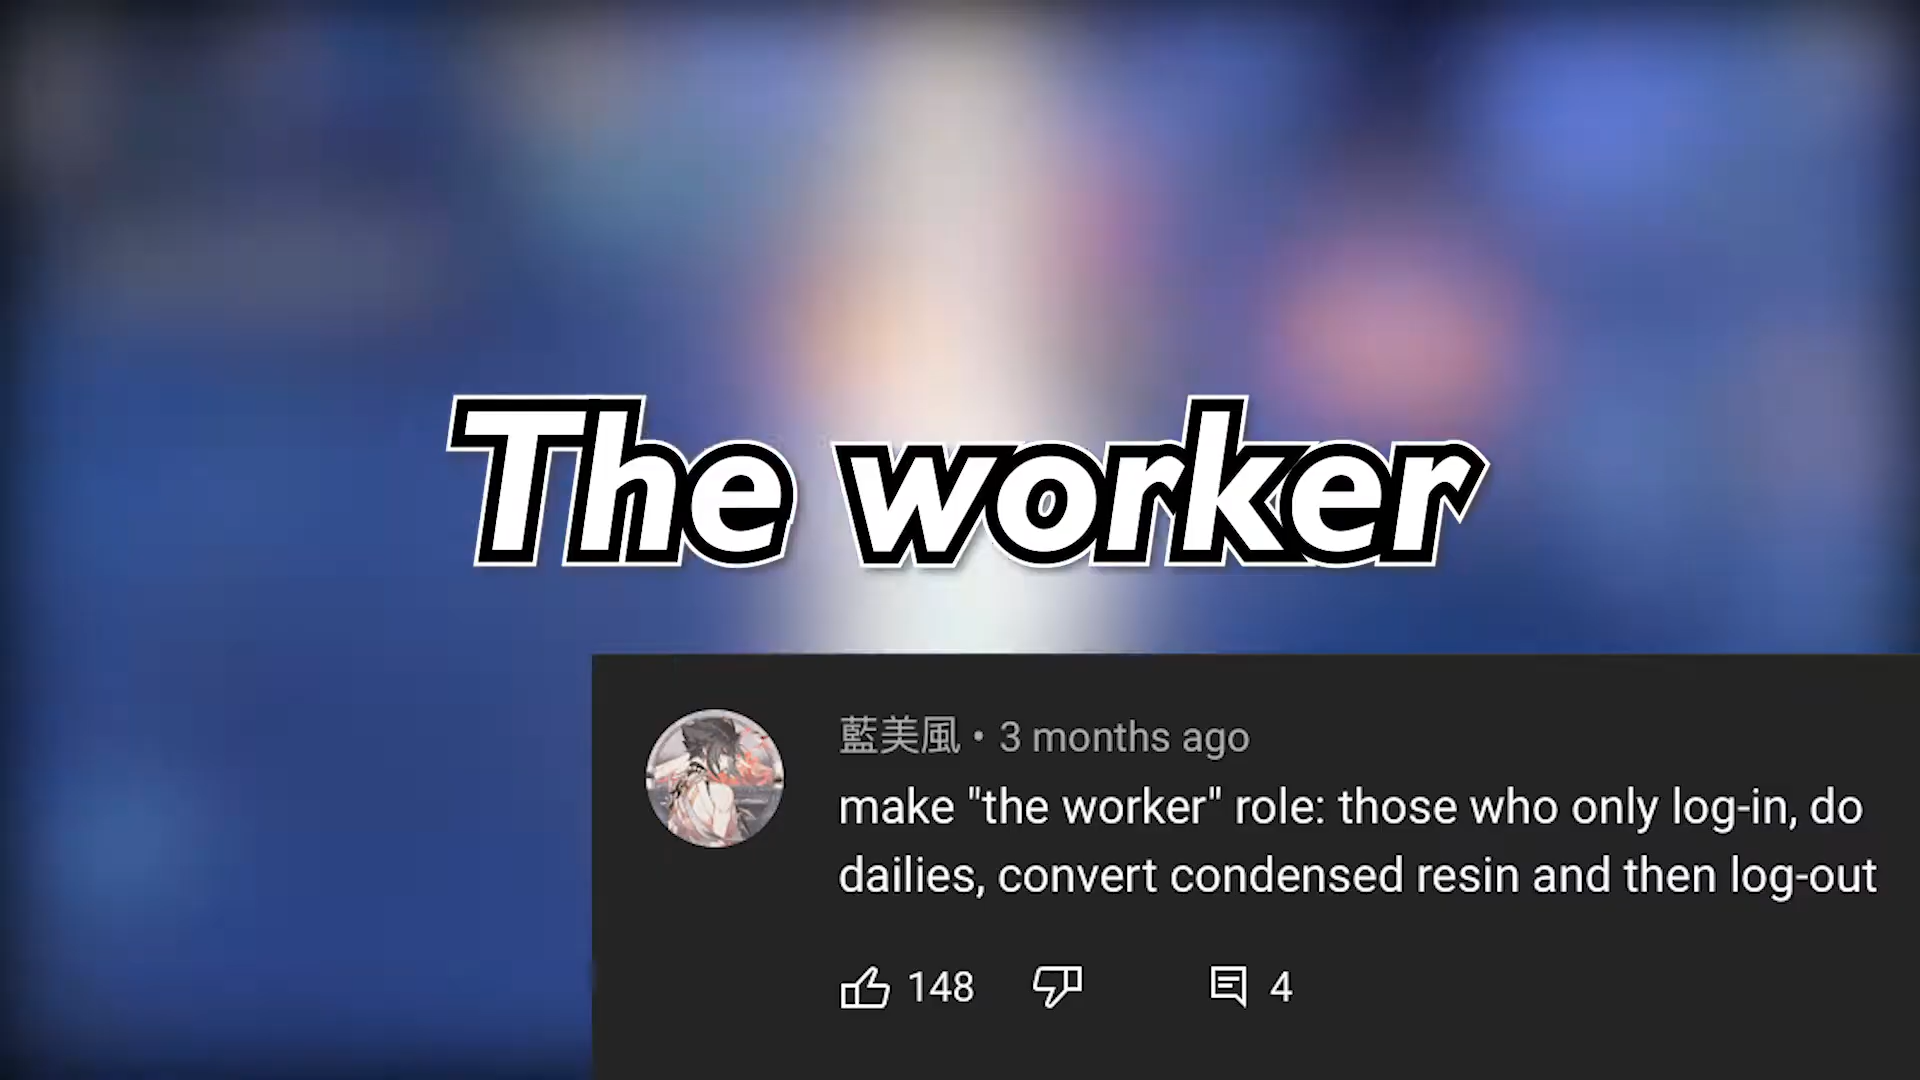 The worker
藍美風 • 3 months ago
make "the worker" role: those who only log-in, do
dailies, convert condensed resin and then log-out
148 4